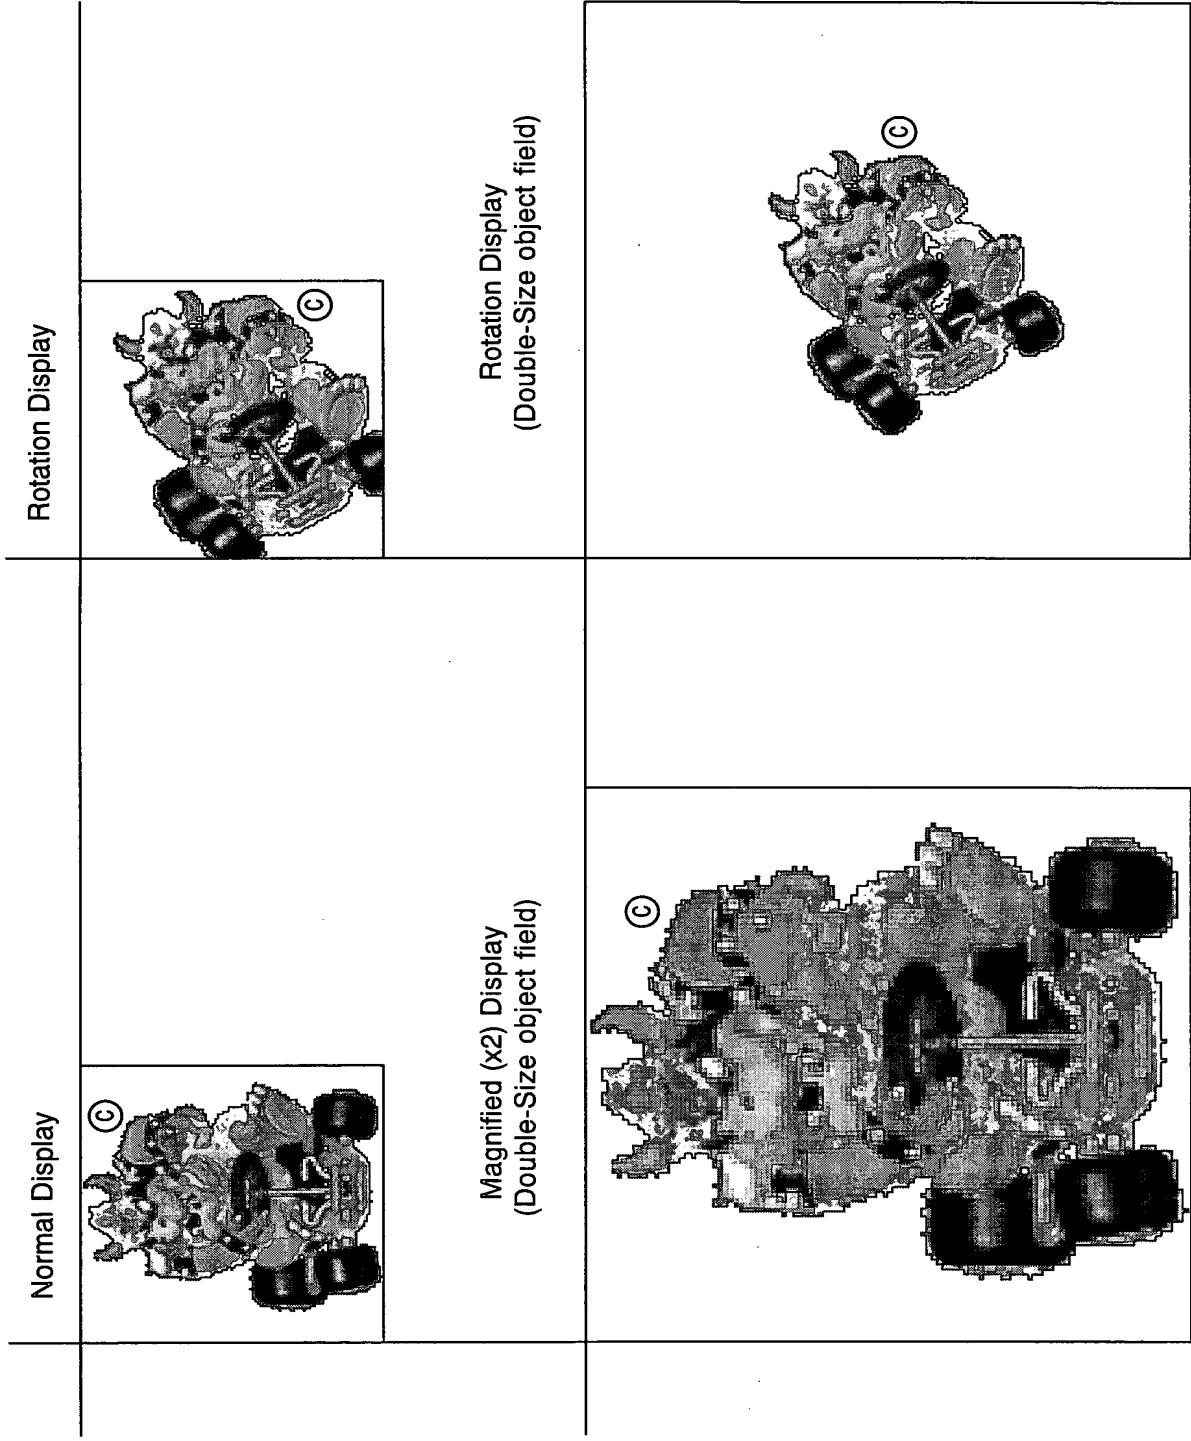 Normal Display
©
Rotation Display
©
Magnified (x2) Display
(Double-Size object field)
©
Rotation Display
(Double-Size object field)
©